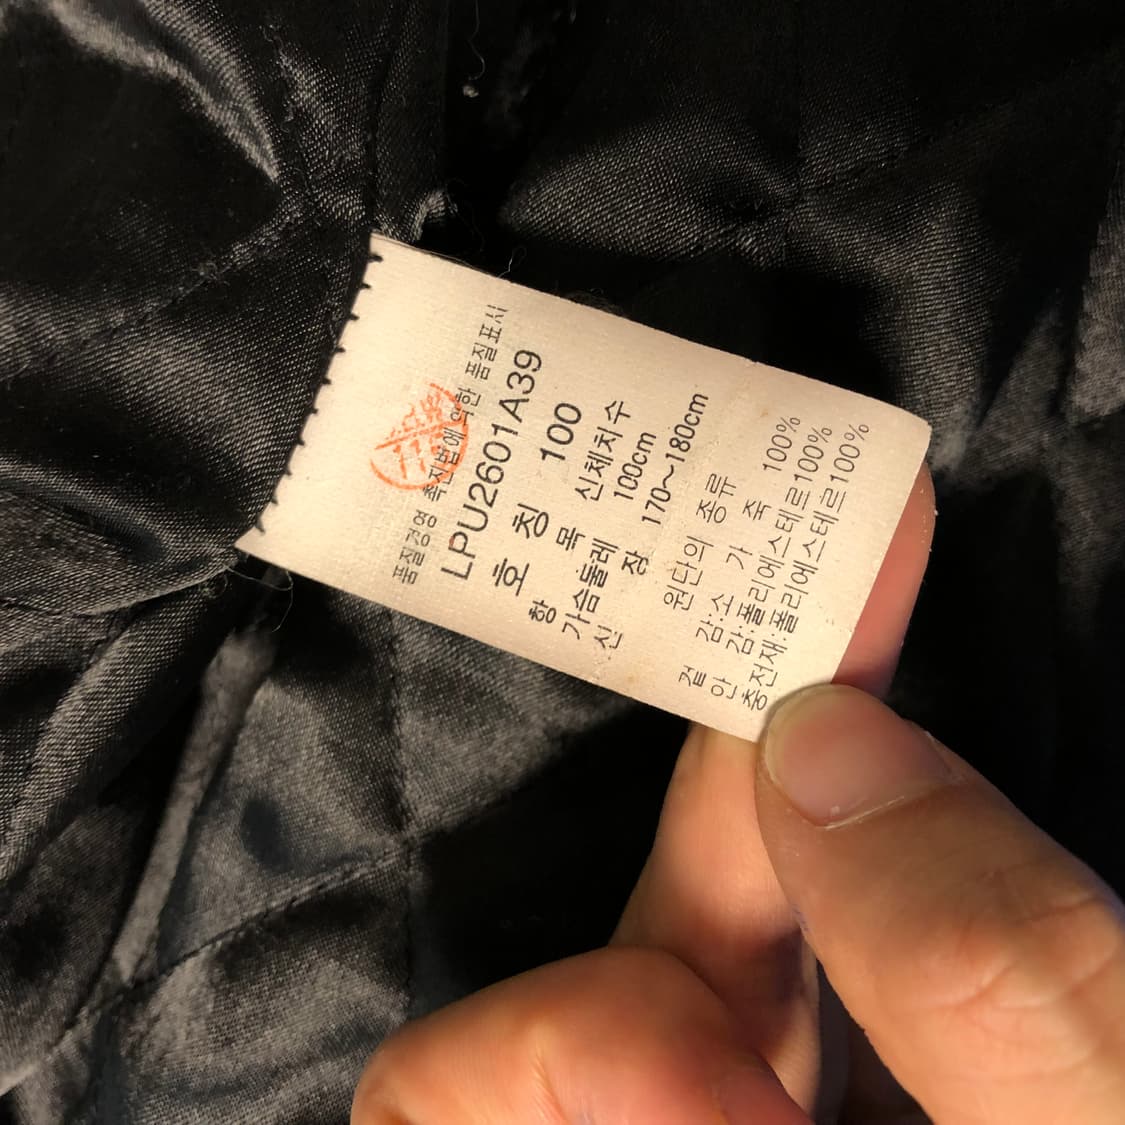 품질경영 촉진법에 의한 품질표시
LPU2601A39
호 칭 100
항 목 신체치수
가슴둘레 100cm
신 장 170~180cm
원단의 종류
겉 감:소 가 죽 100%
안 감:폴리에스테르100%
충전재:폴리에스테르100%